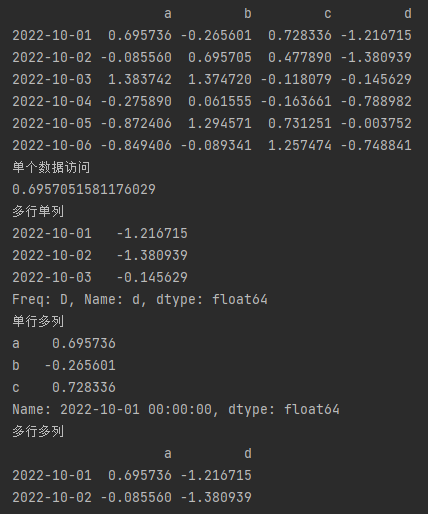 a         b         c         d
2022-10-01  0.695736 -0.265601  0.728336 -1.216715
2022-10-02 -0.085560  0.695705  0.477890 -1.380939
2022-10-03  1.383742  1.374720 -0.118079 -0.145629
2022-10-04 -0.275890  0.061555 -0.163661 -0.788982
2022-10-05 -0.872406  1.294571  0.731251 -0.003752
2022-10-06 -0.849406 -0.089341  1.257474 -0.748841
单个数据访问
0.6957051581176029
多行单列
2022-10-01   -1.216715
2022-10-02   -1.380939
2022-10-03   -0.145629
Freq: D, Name: d, dtype: float64
单行多列
a    0.695736
b   -0.265601
c    0.728336
Name: 2022-10-01 00:00:00, dtype: float64
多行多列
                   a         d
2022-10-01  0.695736 -1.216715
2022-10-02 -0.085560 -1.380939